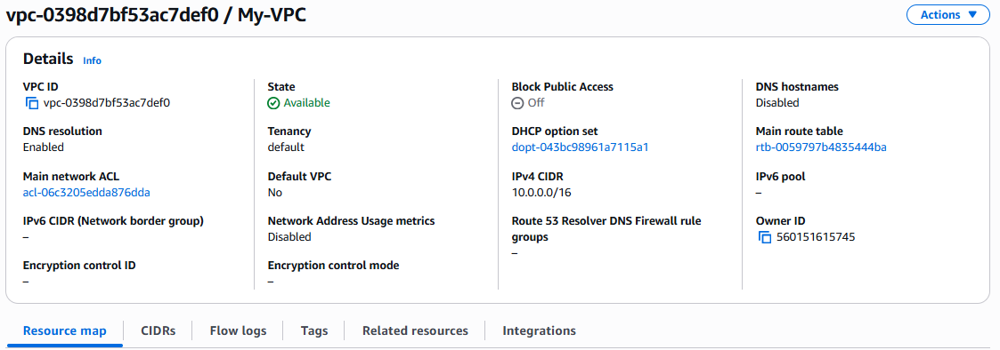 vpc-0398d7bf53ac7def0 / My-VPC
Actions
Details Info
VPC ID
vpc-0398d7bf53ac7def0
State
Available
Block Public Access
Off
DNS hostnames
Disabled
DNS resolution
Enabled
Tenancy
default
DHCP option set
dopt-043bc98961a7115a1
Main route table
rtb-0059797b4835444ba
Main network ACL
acl-06c3205edda876dda
Default VPC
No
IPv4 CIDR
10.0.0.0/16
IPv6 pool
–
IPv6 CIDR (Network border group)
–
Network Address Usage metrics
Disabled
Route 53 Resolver DNS Firewall rule
groups
–
Owner ID
560151615745
Encryption control ID
–
Encryption control mode
–
Resource map CIDRs Flow logs Tags Related resources Integrations